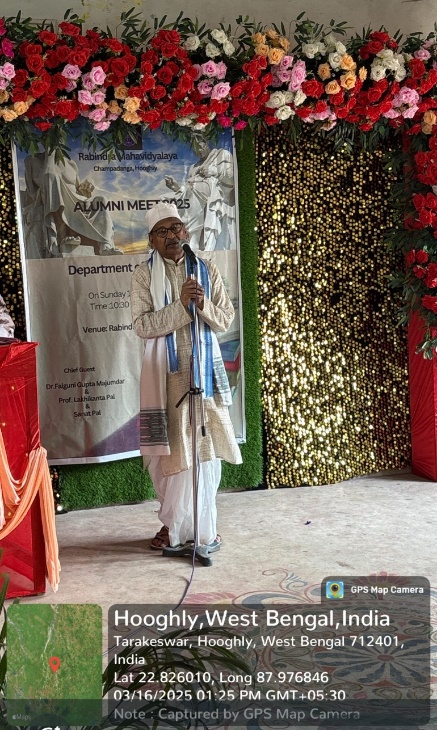 Rabindra Mahavidyalaya
Champadanga, Hooghly
ALUMNI MEET 2025
Department
On Sunday
Time 10:30
Venue: Rabind
Chief Guest
Dr. Falguni Gupta Majumdar
&
Prof. Lakhikanta Pal
&
Sanat Pal
GPS Map Camera
Hooghly,West Bengal,India
Tarakeswar, Hooghly, West Bengal 712401,
India
Lat 22.826010, Long 87.976846
03/16/2025 01:25 PM GMT+05:30
Note : Captured by GPS Map Camera
Maps